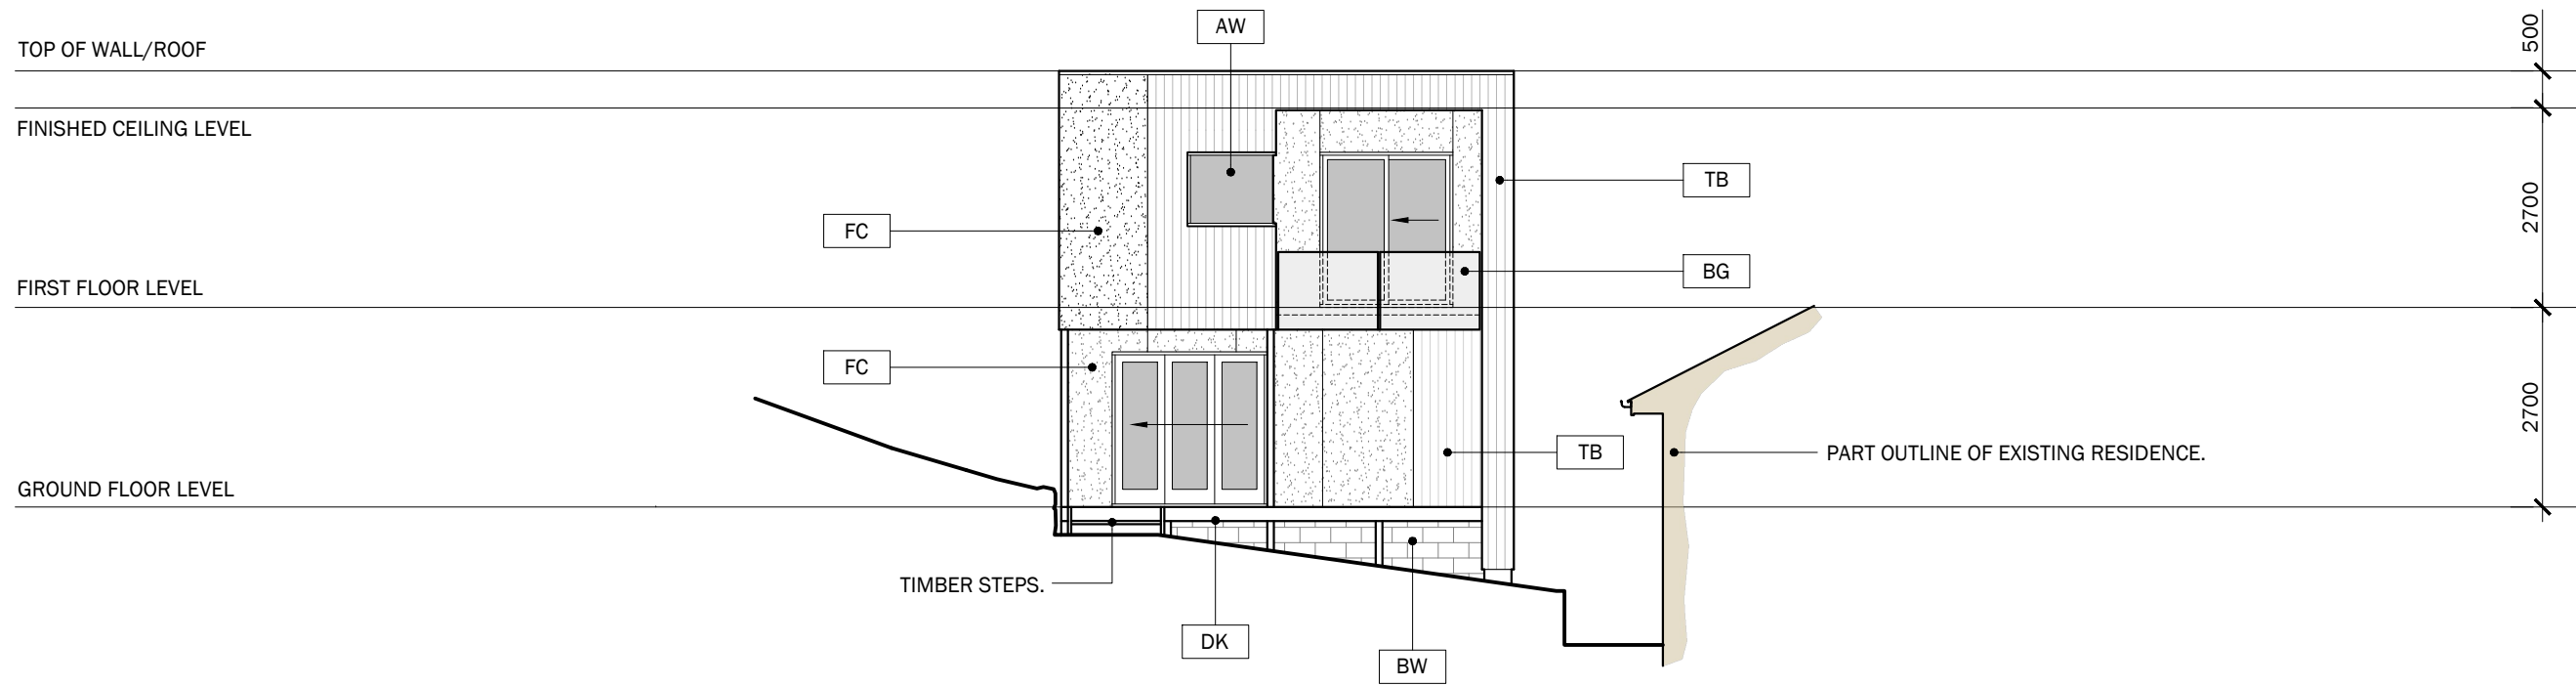 AW
500
TOP OF WALL/ROOF
FINISHED CEILING LEVEL
TB
2700
FC
BG
FIRST FLOOR LEVEL
FC
2700
TB
PART OUTLINE OF EXISTING RESIDENCE.
GROUND FLOOR LEVEL
TIMBER STEPS.
DK
BW